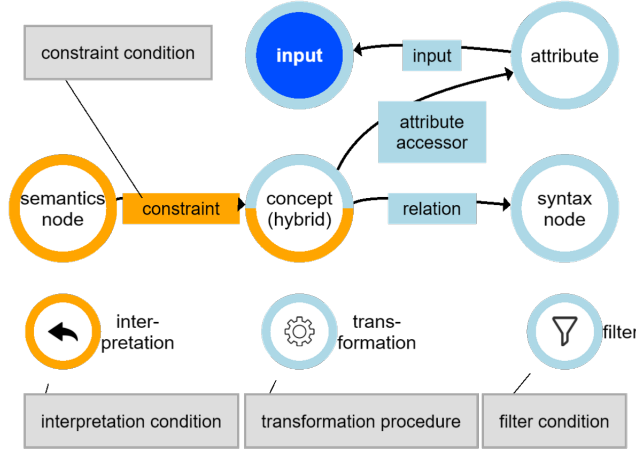 constraint condition
input
input
attribute
attribute
accessor
semantics
node
constraint
concept
(hybrid)
relation
syntax
node
inter-
pretation
trans-
formation
filter
interpretation condition
transformation procedure
filter condition